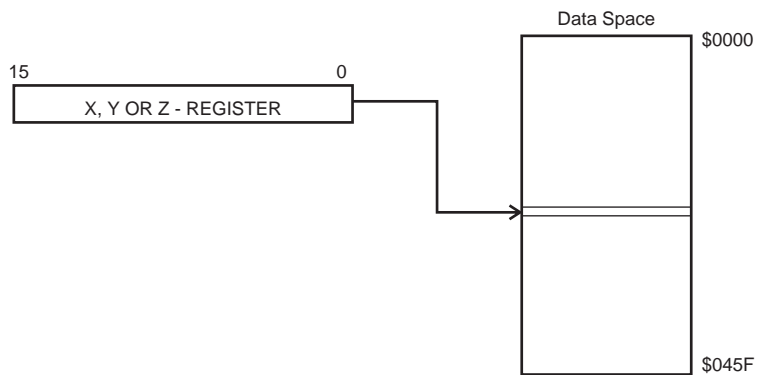 Data Space
$0000
15 0
X, Y OR Z - REGISTER
$045F